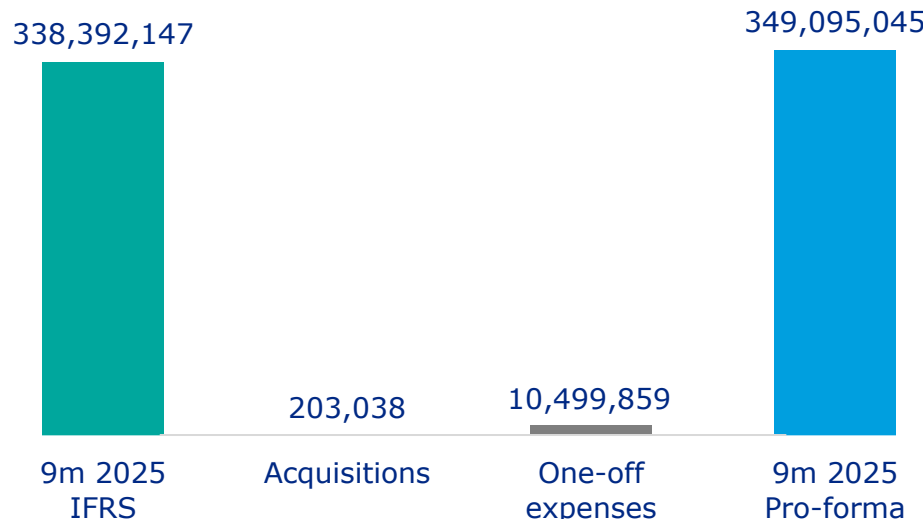 338,392,147
203,038
10,499,859
349,095,045
9m 2025
IFRS
Acquisitions
One-off
expenses
9m 2025
Pro-forma